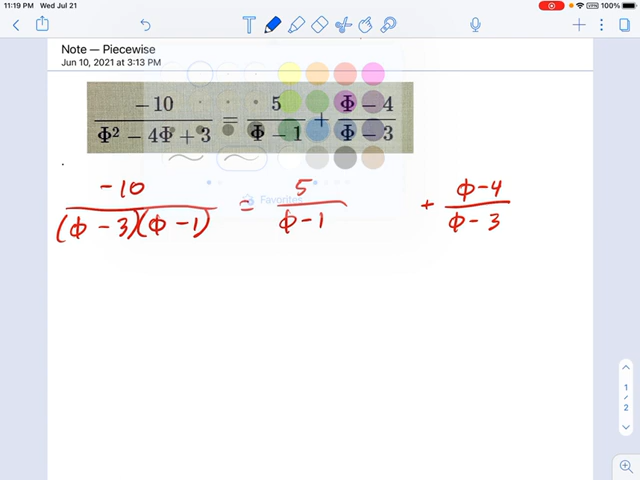 11:19 PM Wed Jul 21 100%
Note — Piecewise
Jun 10, 2021 at 3:13 PM
-10/(Φ² - 4Φ + 3) = 5/(Φ - 1) + (Φ - 4)/(Φ - 3)
Favorites
-10/((ϕ - 3)(ϕ - 1)) = 5/(ϕ - 1) + (ϕ - 4)/(ϕ - 3)
1
/
2